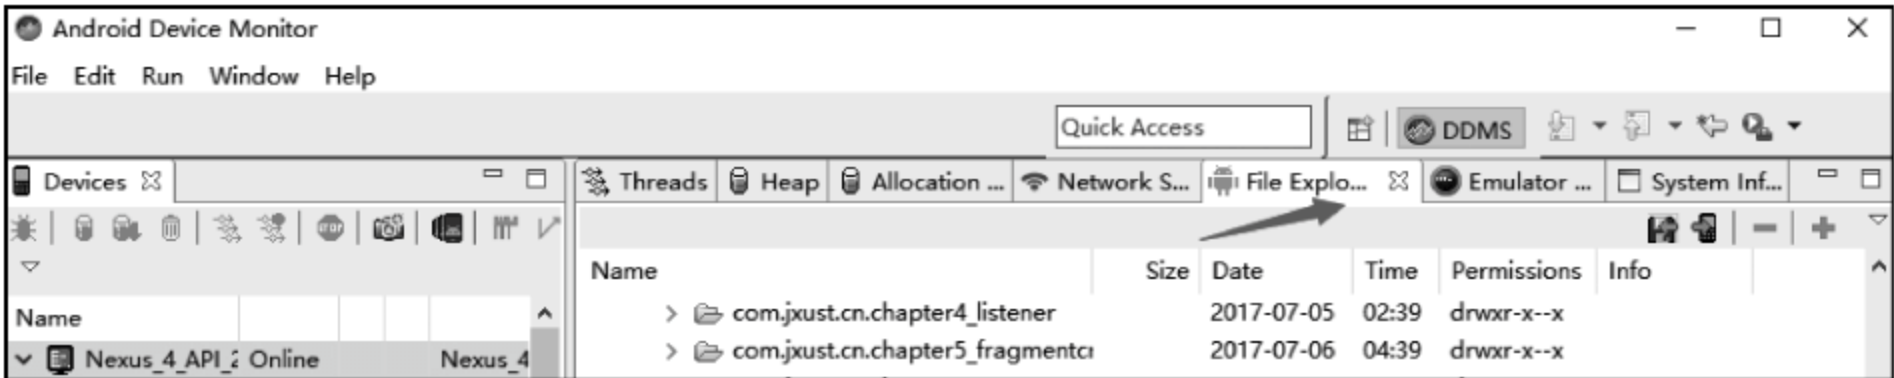 Android Device Monitor
File Edit Run Window Help
Quick Access DDMS
Devices Threads Heap Allocation ... Network S... File Explo... Emulator ... System Inf...
Name Size Date Time Permissions Info
com.jxust.cn.chapter4_listener 2017-07-05 02:39 drwxr-x--x
Name
com.jxust.cn.chapter5_fragmentcr 2017-07-06 04:39 drwxr-x--x
Nexus_4_API_2 Online Nexus_4